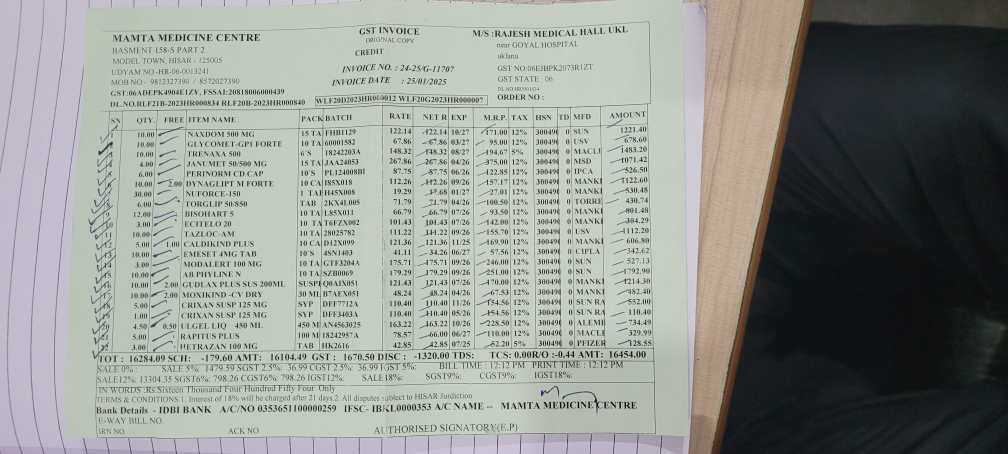 GST INVOICE
ORIGINAL COPY
CREDIT
INVOICE NO. : 24-25/G-11707
INVOICE DATE : 25/01/2025
MAMTA MEDICINE CENTRE
BASMENT 158-S PART 2
MODEL TOWN, HISAR -125005
UDYAM NO-HR-06-0013241
MOB NO- 9812327390 / 8572027390
GST:06ADEPK4904E1ZY, FSSAI:20818006000439
DL.NO.RLF21B-2023HR000834 RLF20B-2023HR000840
WLF20D2023HR000012 WLF20G2023HR000007
M/S :RAJESH MEDICAL HALL UKL
near GOYAL HOSPITAL
uklana
GST NO:06EJBPK2073R1ZT
GST STATE : 06
ORDER NO :
SN QTY. FREE ITEM NAME PACK BATCH RATE NET R EXP M.R.P. TAX HSN TD MFD AMOUNT
10.00 NAXDOM 500 MG 15 TA FHB1129 122.14 122.14 10/27 171.00 12% 300490 0 SUN 1221.40
10.00 GLYCOMET-GP1 FORTE 10 TA 60001582 67.86 67.86 03/27 95.00 12% 300490 0 USV 678.60
10.00 TRENAXA 500 6'S 18242203A 148.32 148.32 08/27 194.67 5% 300490 0 MACLE 1483.20
4.00 JANUMET 50/500 MG 15 TA JAA24053 267.86 267.86 04/26 375.00 12% 300490 0 MSD 1071.42
6.00 PERINORM CD CAP 10'S PL124008BI 87.75 87.75 06/26 122.85 12% 300490 0 IPCA 526.50
10.00 2.00 DYNAGLIPT M FORTE 10 CA I85X018 112.26 112.26 09/26 157.17 12% 300490 0 MANKI 1122.60
30.00 NUFORCE-150 1 TA H45X008 19.29 17.68 01/27 27.01 12% 300490 0 MANKI 530.48
6.00 TORGLIP 50/850 TAB 2KX4L005 71.79 71.79 04/26 100.50 12% 300490 0 TORRE 430.74
12.00 BISOHART 5 10 TA L85X011 66.79 66.79 07/26 93.50 12% 300490 0 MANKI 801.48
3.00 ECITELO 20 10 TA T6FZX002 101.43 101.43 07/26 142.00 12% 300490 0 MANKI 304.29
10.00 TAZLOC-AM 10 TA 28025782 111.22 111.22 09/26 155.70 12% 300490 0 USV 1112.20
5.00 1.00 CALDIKIND PLUS 10 CA D12X099 121.36 121.36 11/25 169.90 12% 300490 0 MANKI 606.80
10.00 EMESET 4MG TAB 10'S 4SN1403 41.11 34.26 06/27 57.56 12% 300490 0 CIPLA 342.62
3.00 MODALERT 100 MG 10 TA GTF3204A 175.71 175.71 09/26 246.00 12% 300490 0 SUN 527.13
10.00 AB PHYLLINE N 10 TA SZB0069 179.29 179.29 09/26 251.00 12% 300490 0 SUN 1792.90
10.00 2.00 GUDLAX PLUS SUS 200ML SUSPI Q0AIX051 121.43 121.43 07/26 170.00 12% 300490 0 MANKI 1214.30
10.00 2.00 MOXIKIND -CV DRY 30 ML B7AEX051 48.24 48.24 04/26 67.53 12% 300490 0 MANKI 482.40
5.00 CRIXAN SUSP 125 MG SYP DFF7712A 110.40 110.40 11/26 154.56 12% 300490 0 SUN RA 552.00
1.00 CRIXAN SUSP 125 MG SYP DFF3403A 110.40 110.40 05/26 154.56 12% 300490 0 SUN RA 110.40
4.50 0.50 ULGEL LIQ 450 ML 450 M AN4563025 163.22 163.22 10/26 228.50 12% 300490 0 ALEMB 734.49
5.00 RAPITUS PLUS 100 M 18242957A 78.57 66.00 06/27 110.00 12% 300490 0 MACLE 329.99
3.00 HETRAZAN 100 MG TAB HK2616 42.85 42.85 07/25 52.20 5% 300490 0 PFIZER 128.55
TOT : 16284.09 SCH: -179.60 AMT: 16104.49 GST : 1670.50 DISC : -1320.00 TDS: TCS: 0.00 R/O :-0.44 AMT: 16454.00
SALE 0% : SALE 5%: 1479.59 SGST 2.5%: 36.99 CGST 2.5%: 36.99 IGST 5%: BILL TIME : 12:12 PM PRINT TIME : 12:12 PM
SALE12%: 13304.35 SGST6%: 798.26 CGST6%: 798.26 IGST12%: SALE18%: SGST9%: CGST9%: IGST18%:
IN WORDS :Rs.Sixteen Thousand Four Hundred Fifty Four Only
TERMS & CONDITIONS 1. Interest of 18% will be charged after 21 days.2. All disputes subject to HISAR Jurdiction
Bank Details - IDBI BANK A/C/NO 0353651100000259 IFSC- IBKL0000353 A/C NAME -- MAMTA MEDICINE CENTRE
E-WAY BILL NO.
IRN NO. ACK NO. AUTHORISED SIGNATORY(E.P)